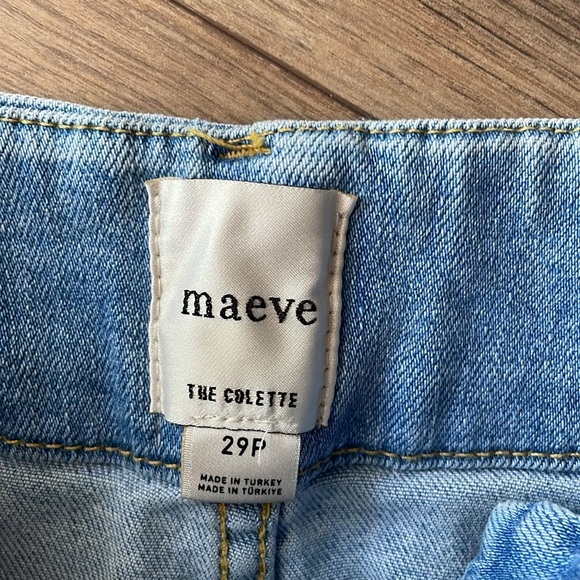 maeve
THE COLETTE
29P
MADE IN TURKEY
MADE IN TÜRKIYE